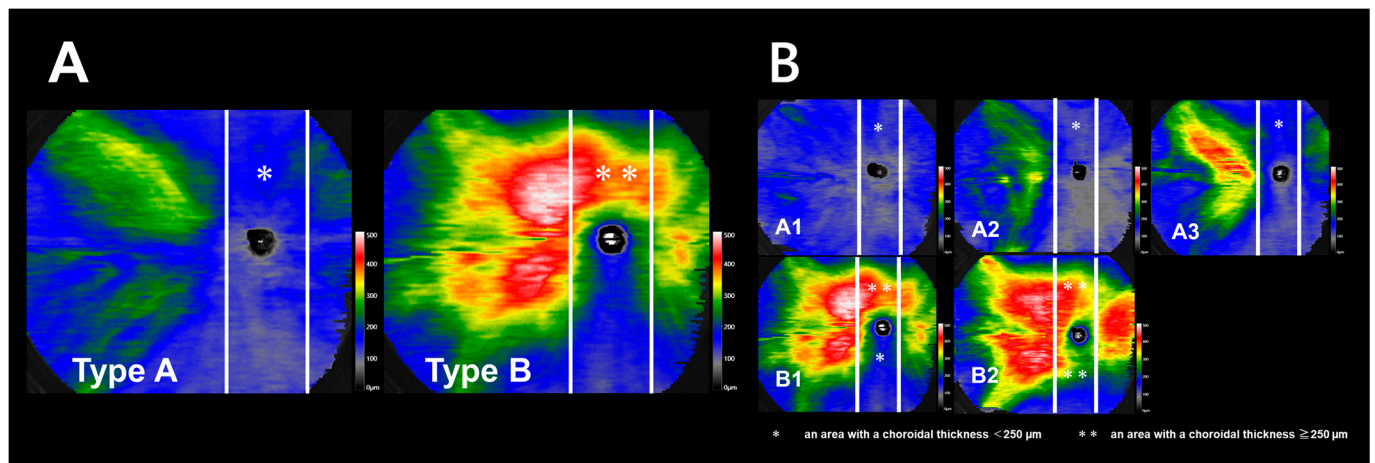 A
B
*
* *
500
400
300
200
100
0µm
500
400
300
200
100
0µm
Type A
Type B
*
*
*
A1
A2
A3
* *
*
* *
* *
B1
B2
* an area with a choroidal thickness <250 µm
** an area with a choroidal thickness ≧250 µm